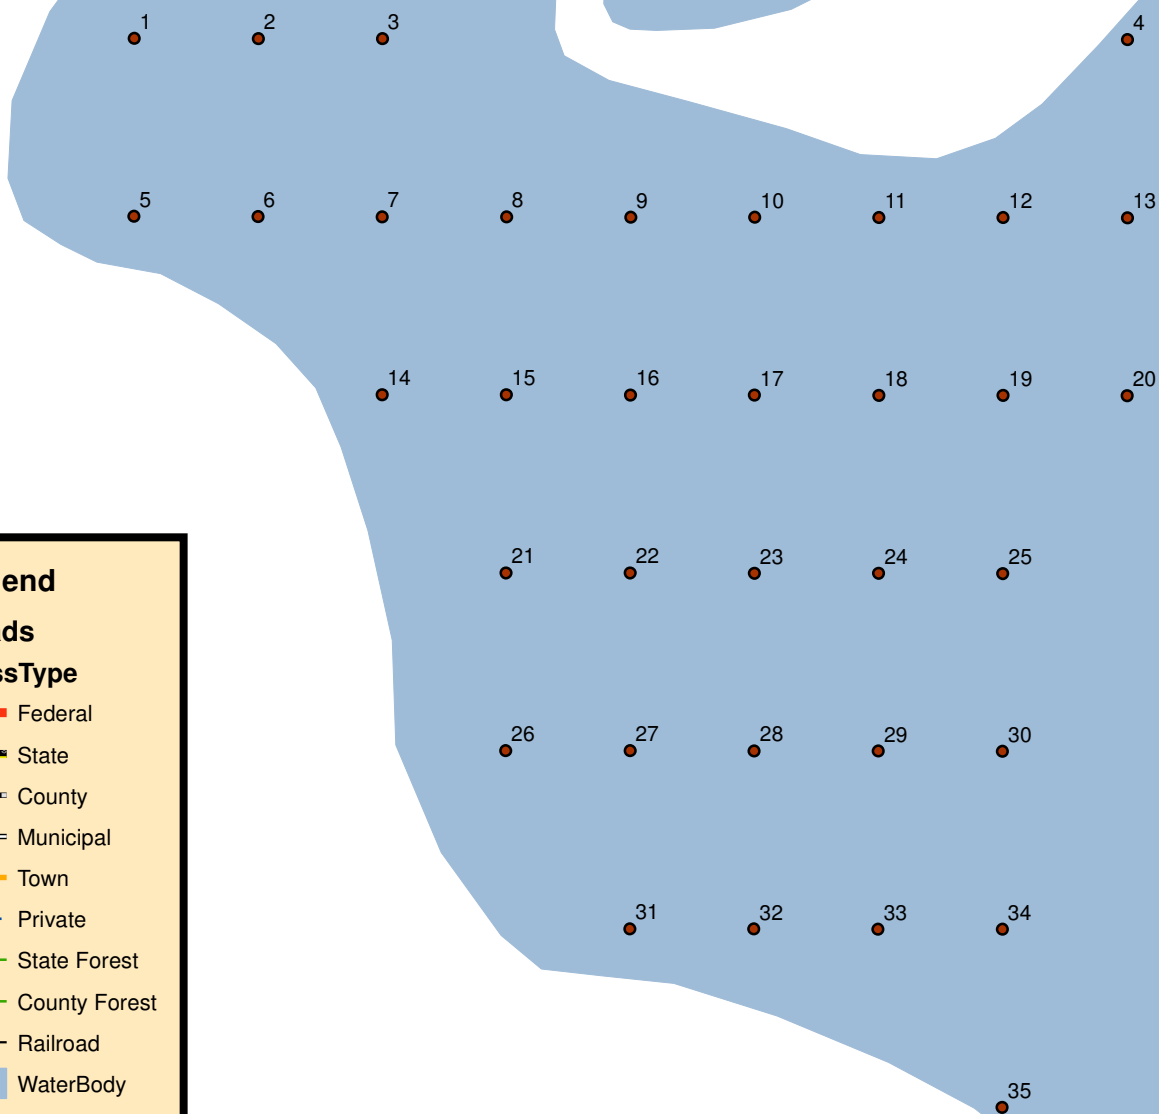 1 2 3 4
5 6 7 8 9 10 11 12 13
14 15 16 17 18 19 20
21 22 23 24 25
26 27 28 29 30
31 32 33 34
35
end
ds
sType
Federal
State
County
Municipal
Town
Private
State Forest
County Forest
Railroad
WaterBody